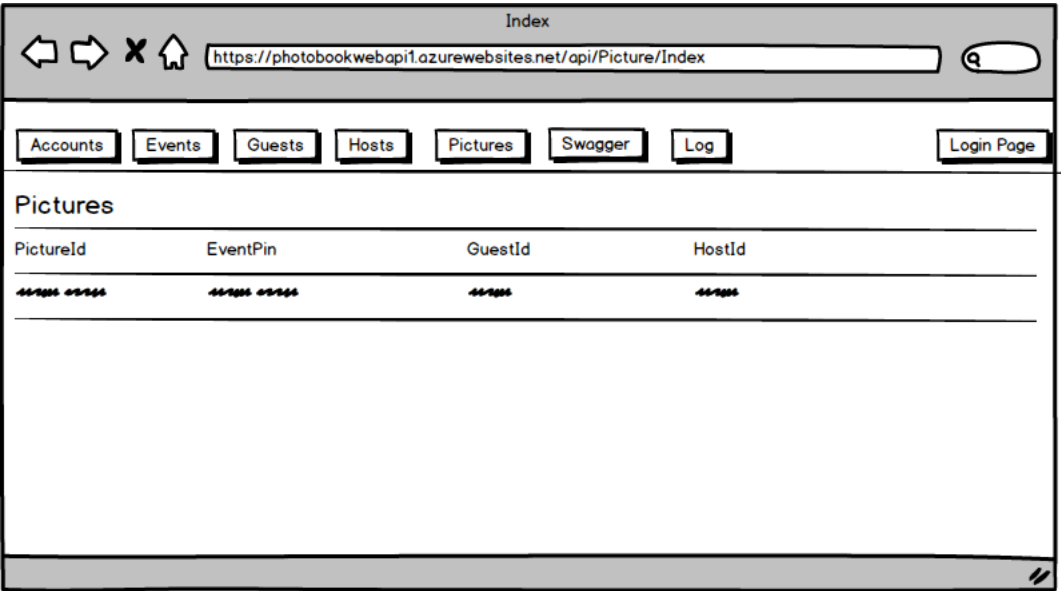 Index
https://photobookwebapi1.azurewebsites.net/api/Picture/Index
Accounts Events Guests Hosts Pictures Swagger Log Login Page
Pictures
PictureId EventPin GuestId HostId